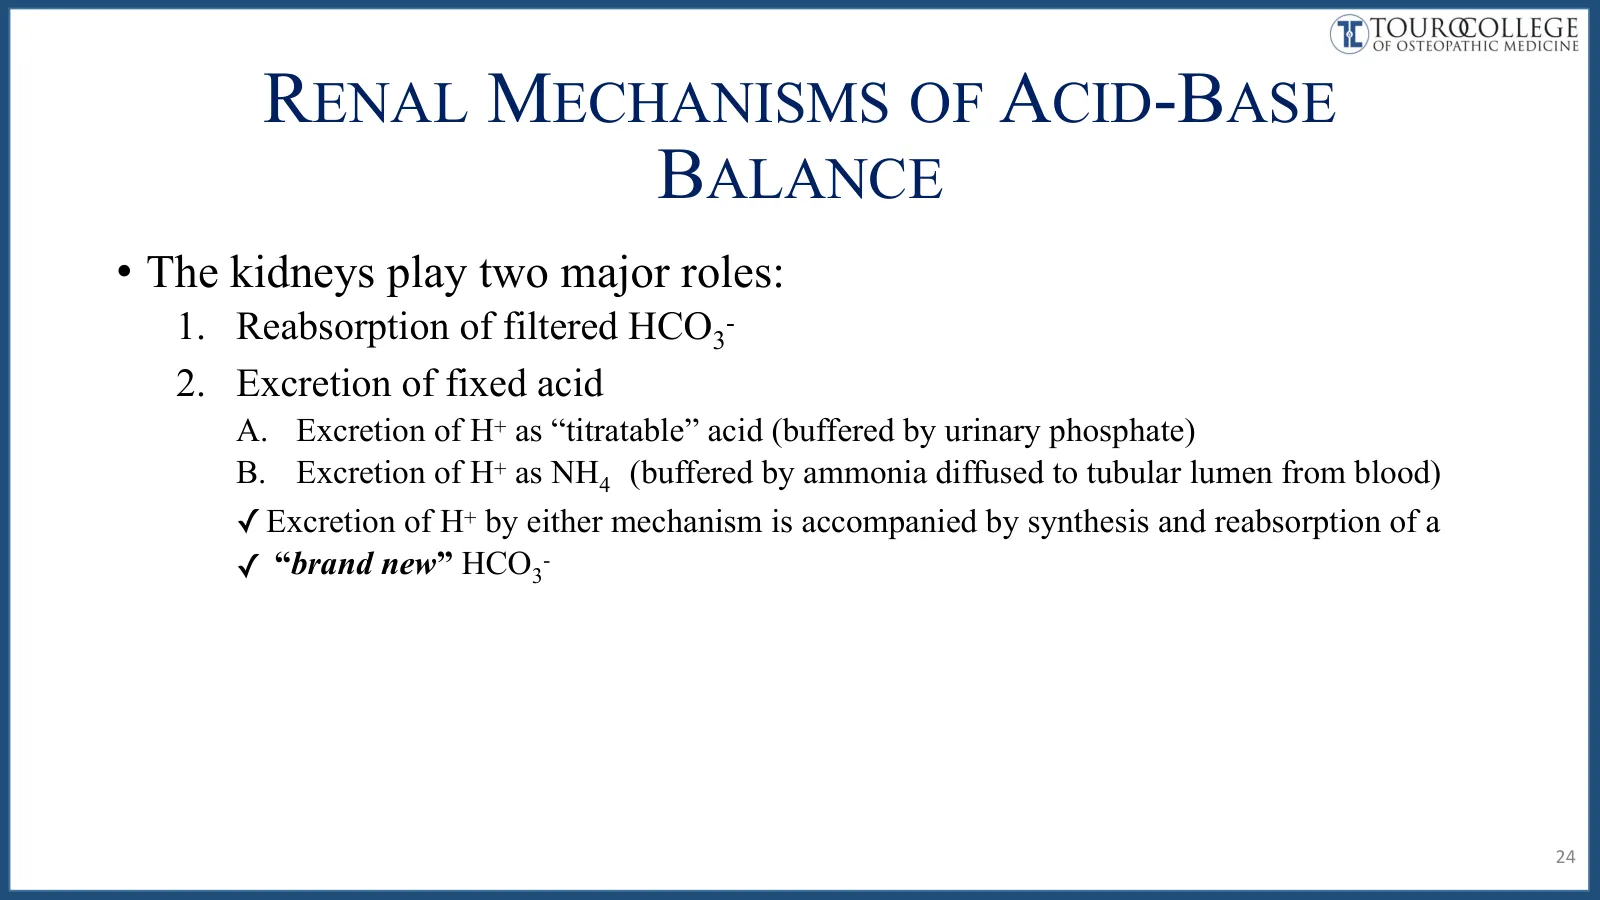 TOUROCOLLEGE
OF OSTEOPATHIC MEDICINE
RENAL MECHANISMS OF ACID-BASE
BALANCE
• The kidneys play two major roles:
1. Reabsorption of filtered HCO₃⁻
2. Excretion of fixed acid
A. Excretion of H⁺ as “titratable” acid (buffered by urinary phosphate)
B. Excretion of H⁺ as NH₄ (buffered by ammonia diffused to tubular lumen from blood)
✓ Excretion of H⁺ by either mechanism is accompanied by synthesis and reabsorption of a
✓ “brand new” HCO₃⁻
24